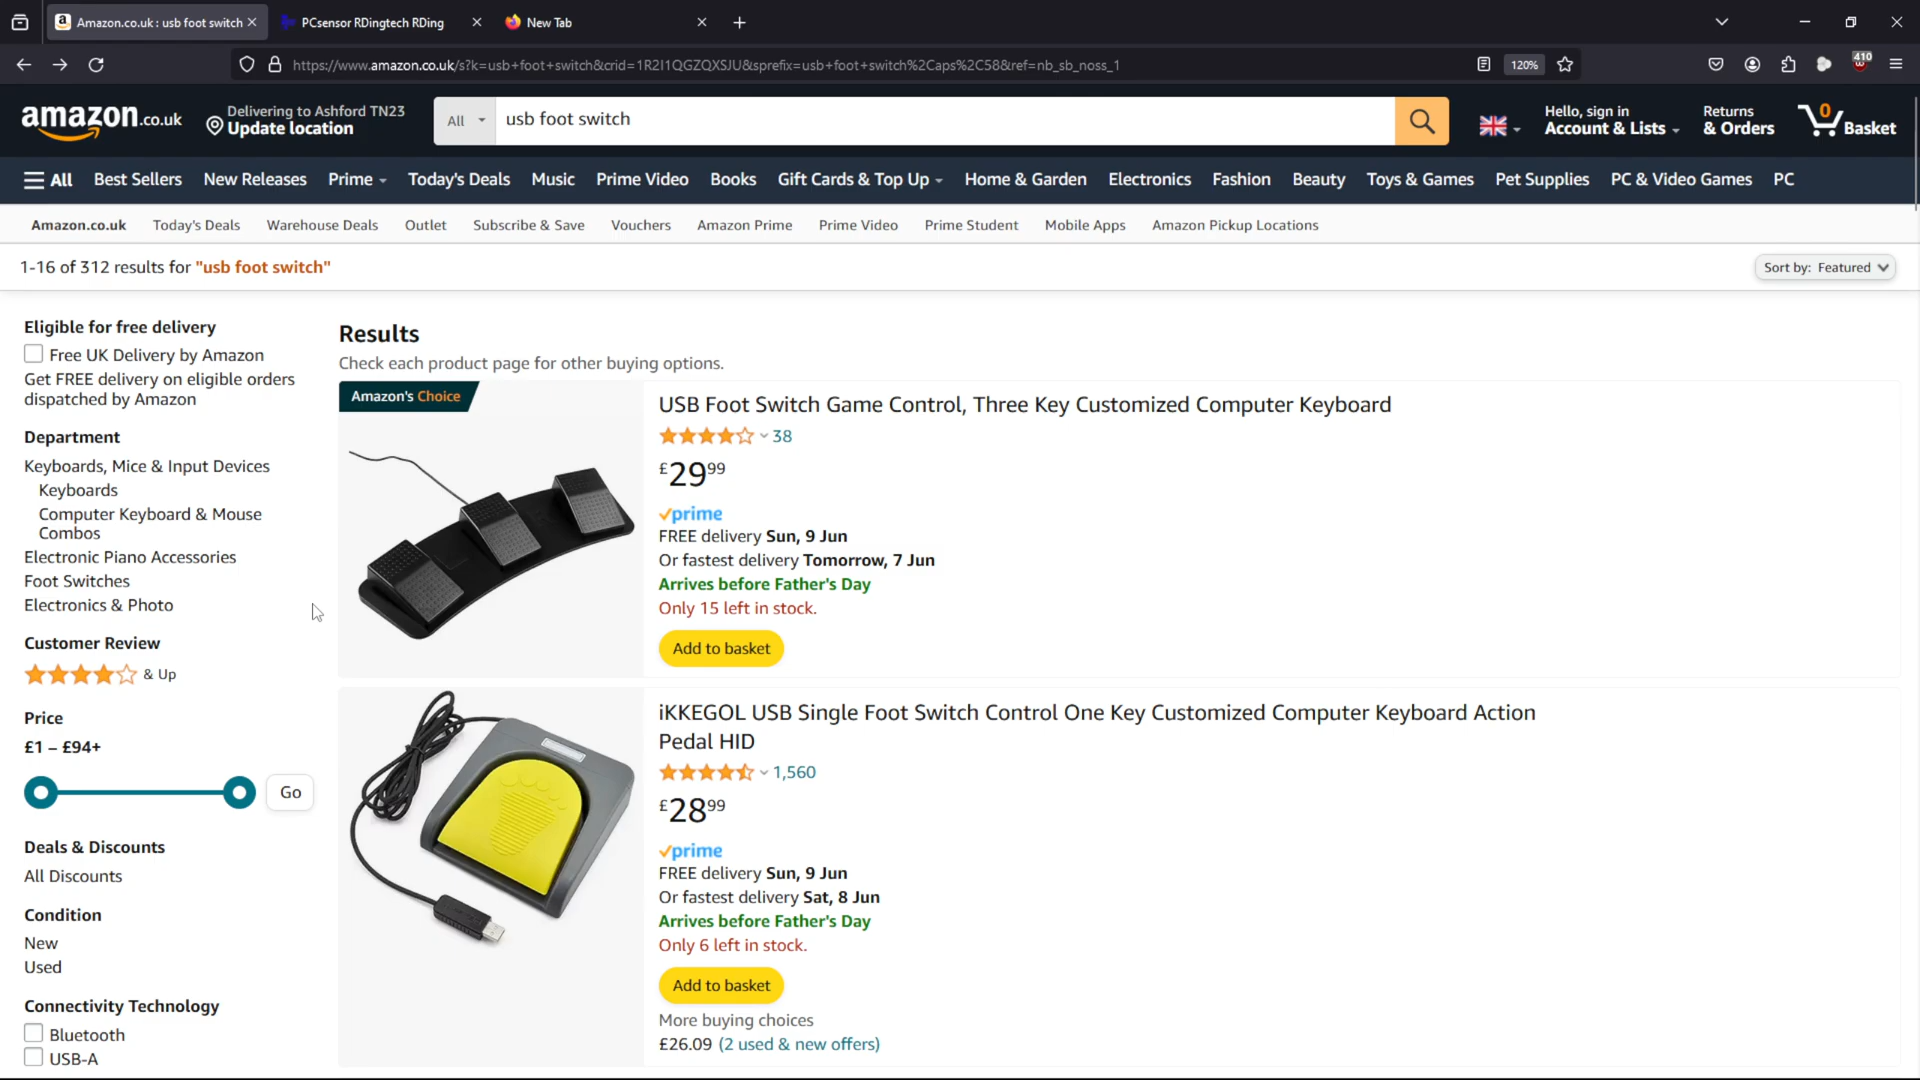 Amazon.co.uk : usb foot switch
PCsensor RDingtech RDing
New Tab
https://www.amazon.co.uk/s?k=usb+foot+switch&crid=1R2I1QGZQXSJU&sprefix=usb+foot+switch%2Caps%2C58&ref=nb_sb_noss_1
120%
410
amazon.co.uk
Delivering to Ashford TN23
Update location
All
usb foot switch
Hello, sign in
Account & Lists
Returns
& Orders
0
Basket
All
Best Sellers
New Releases
Prime
Today's Deals
Music
Prime Video
Books
Gift Cards & Top Up
Home & Garden
Electronics
Fashion
Beauty
Toys & Games
Pet Supplies
PC & Video Games
PC
Amazon.co.uk
Today's Deals
Warehouse Deals
Outlet
Subscribe & Save
Vouchers
Amazon Prime
Prime Video
Prime Student
Mobile Apps
Amazon Pickup Locations
1-16 of 312 results for "usb foot switch"
Sort by: Featured
Eligible for free delivery
Free UK Delivery by Amazon
Get FREE delivery on eligible orders
dispatched by Amazon
Department
Keyboards, Mice & Input Devices
Keyboards
Computer Keyboard & Mouse
Combos
Electronic Piano Accessories
Foot Switches
Electronics & Photo
Customer Review
& Up
Price
£1 – £94+
Go
Deals & Discounts
All Discounts
Condition
New
Used
Connectivity Technology
Bluetooth
USB-A
Results
Check each product page for other buying options.
Amazon's Choice
USB Foot Switch Game Control, Three Key Customized Computer Keyboard
38
£2999
prime
FREE delivery Sun, 9 Jun
Or fastest delivery Tomorrow, 7 Jun
Arrives before Father's Day
Only 15 left in stock.
Add to basket
iKKEGOL USB Single Foot Switch Control One Key Customized Computer Keyboard Action
Pedal HID
1,560
£2899
prime
FREE delivery Sun, 9 Jun
Or fastest delivery Sat, 8 Jun
Arrives before Father's Day
Only 6 left in stock.
Add to basket
More buying choices
£26.09 (2 used & new offers)